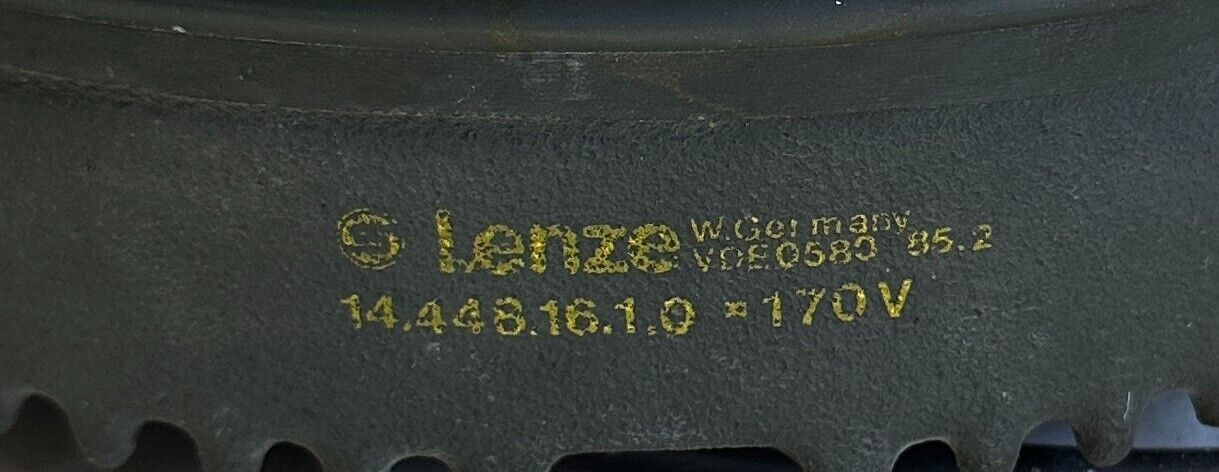 Lenze W.Germany
VDE0580 85.2
14.448.16.1.0 = 170V